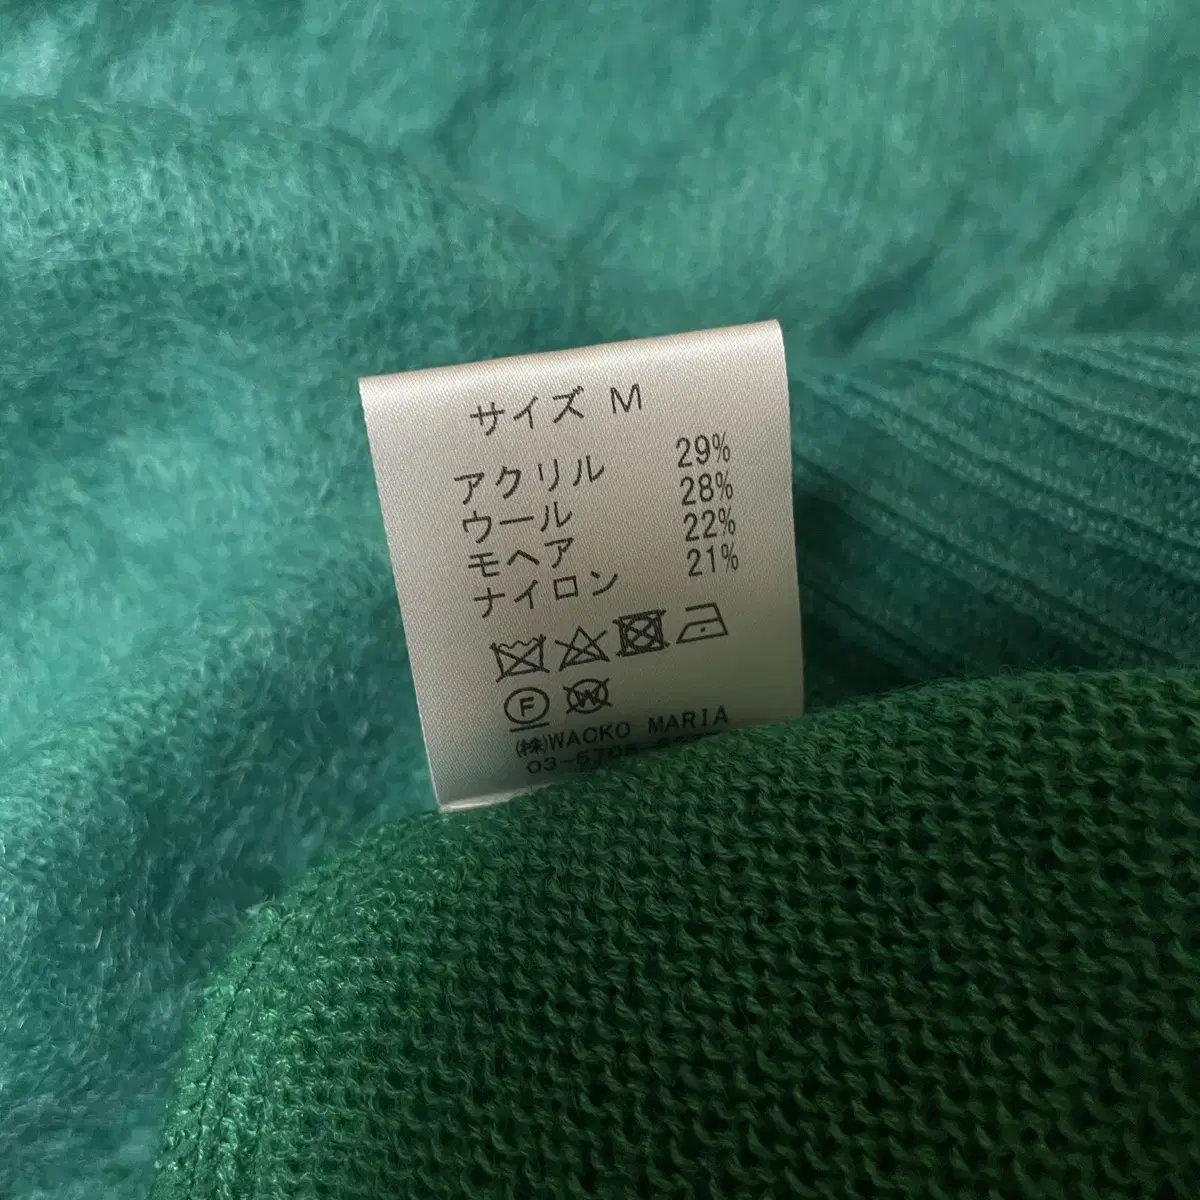 サイズ M
アクリル 29%
ウール 28%
モヘア 22%
ナイロン 21%
F
W
㈱WACKO MARIA